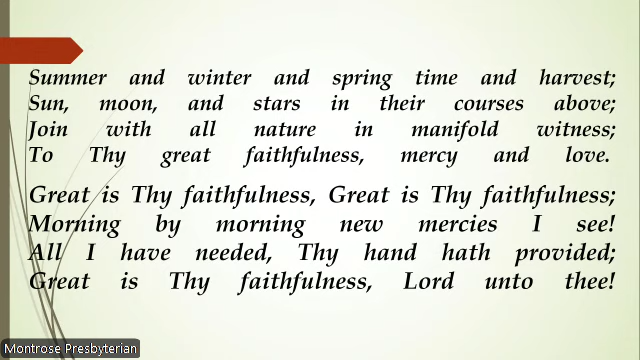 Summer and winter and spring time and harvest;
Sun, moon, and stars in their courses above;
Join with all nature in manifold witness;
To Thy great faithfulness, mercy and love.
Great is Thy faithfulness, Great is Thy faithfulness;
Morning by morning new mercies I see!
All I have needed, Thy hand hath provided;
Great is Thy faithfulness, Lord unto thee!
Montrose Presbyterian